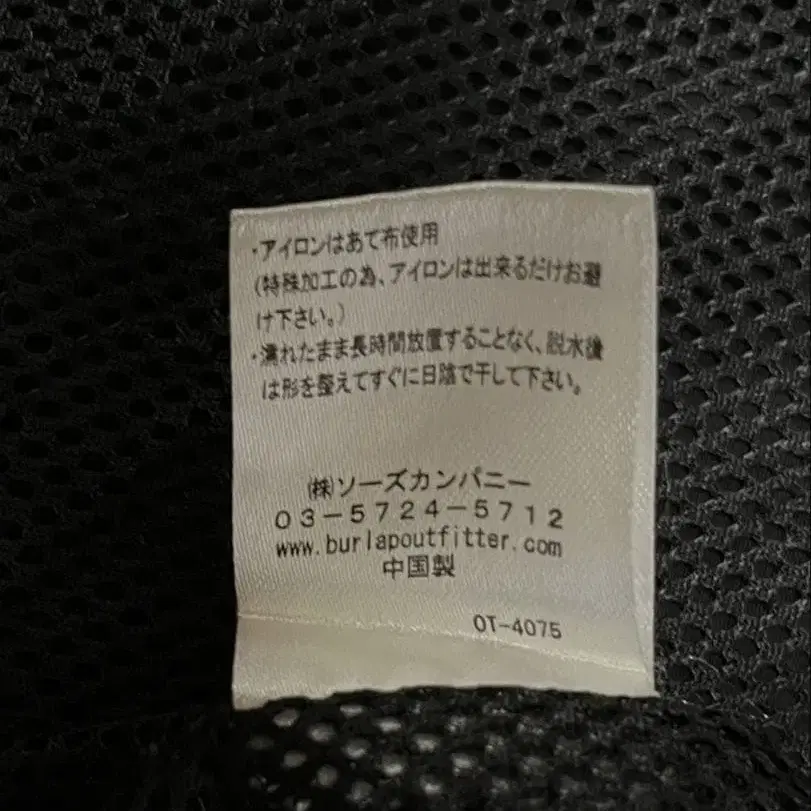 ・アイロンはあて布使用
(特殊加工の為、アイロンは出来るだけお避
け下さい。)
・濡れたまま長時間放置することなく、脱水後
は形を整えてすぐに日陰で干して下さい。
㈱ソーズカンパニー
03-5724-5712
www.burlapoutfitter.com
中国製
OT-4075